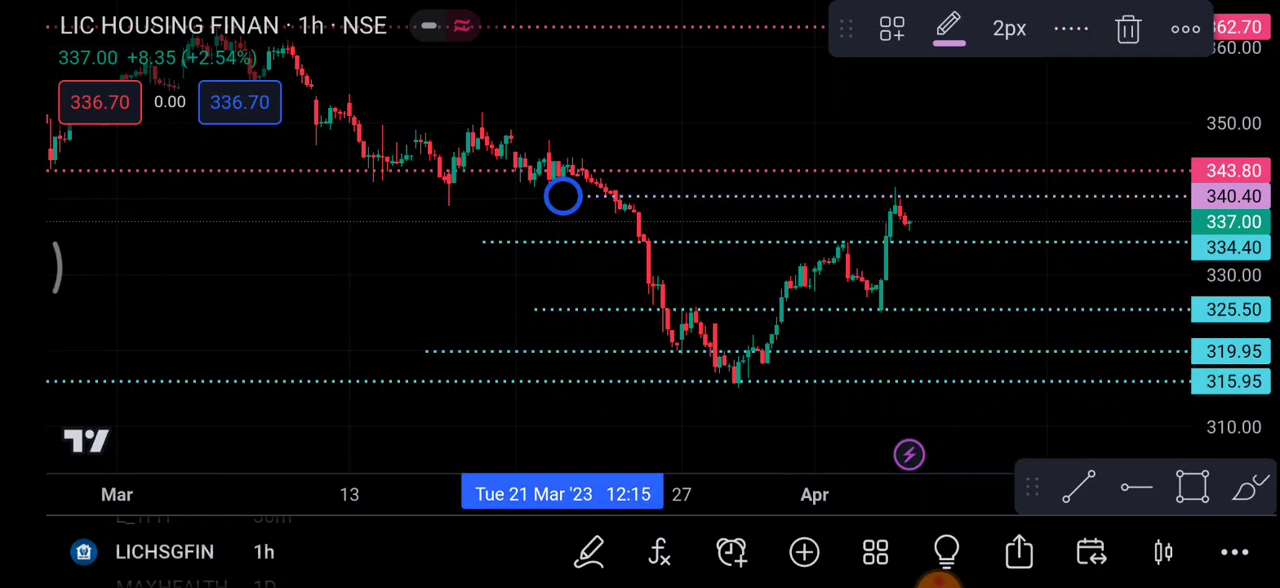 LIC HOUSING FINAN · 1h · NSE
337.00 +8.35 (+2.54%)
336.70 0.00 336.70
2px
362.70
360.00
350.00
343.80
340.40
337.00
334.40
330.00
325.50
319.95
315.95
310.00
Mar 13 Tue 21 Mar '23 12:15 27 Apr
LICHSGFIN 1h
MAXHEALTH 1D